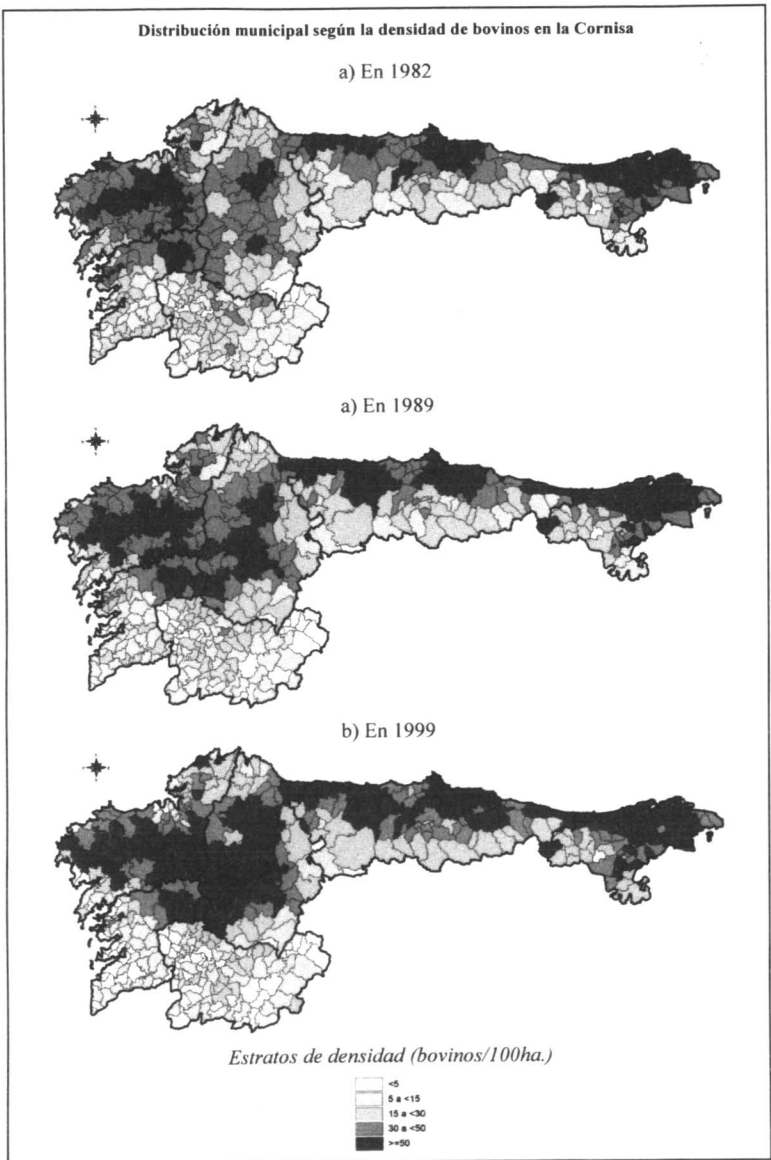 Distribución municipal según la densidad de bovinos en la Cornisa
a) En 1982
a) En 1989
b) En 1999
Estratos de densidad (bovinos/100ha.)
<5
5 a <15
15 a <30
30 a <50
>=50